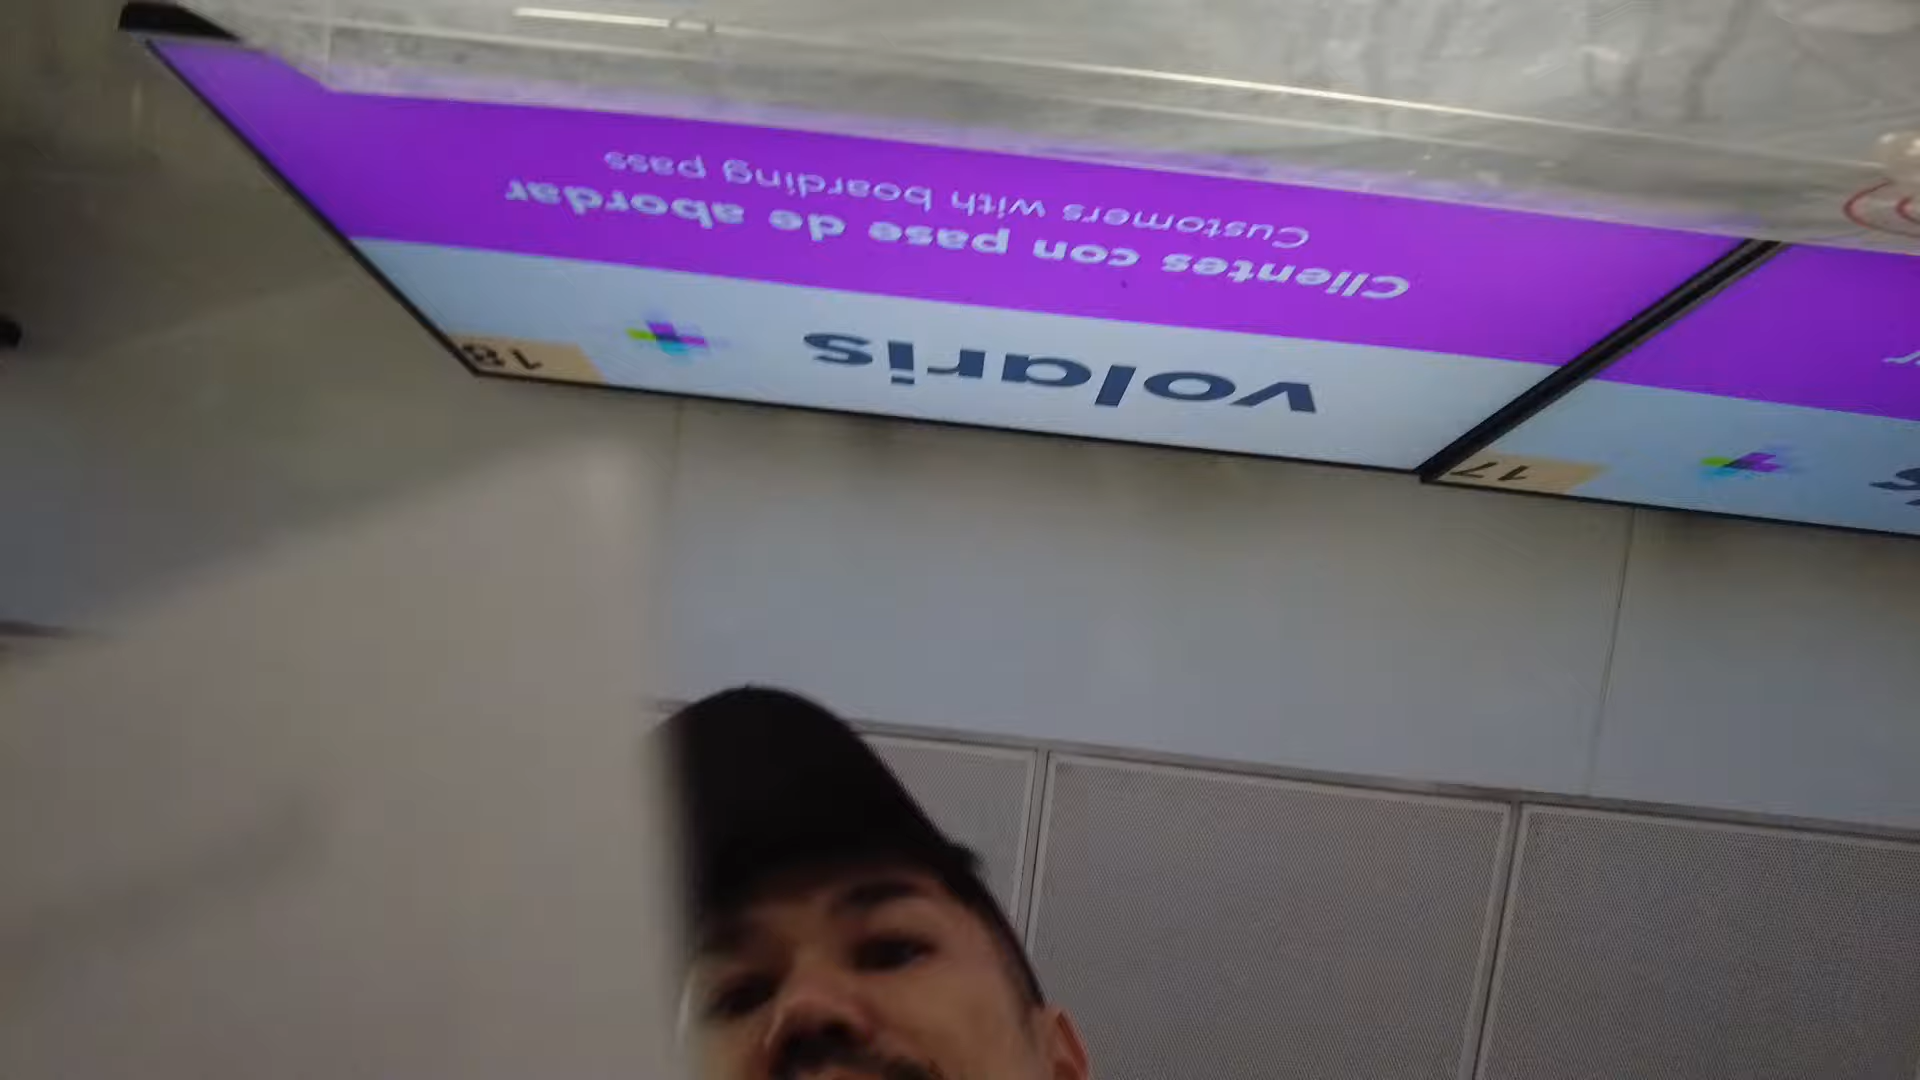 18
volaris
Clientes con pase de abordar
Customers with boarding pass
17